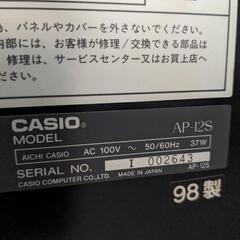 め、パネルやカバーを外さないでください。
内部には、お客様が修理/交換できる部品は
修理は、サービスセンター又はお買上店へ
CASIO
MODEL AP-12S
AICHI CASIO AC 100V ～ 50/60Hz 37W
SERIAL NO. I 002643
AP-12S
CASIO COMPUTER CO.,LTD. MADE IN JAPAN
98製